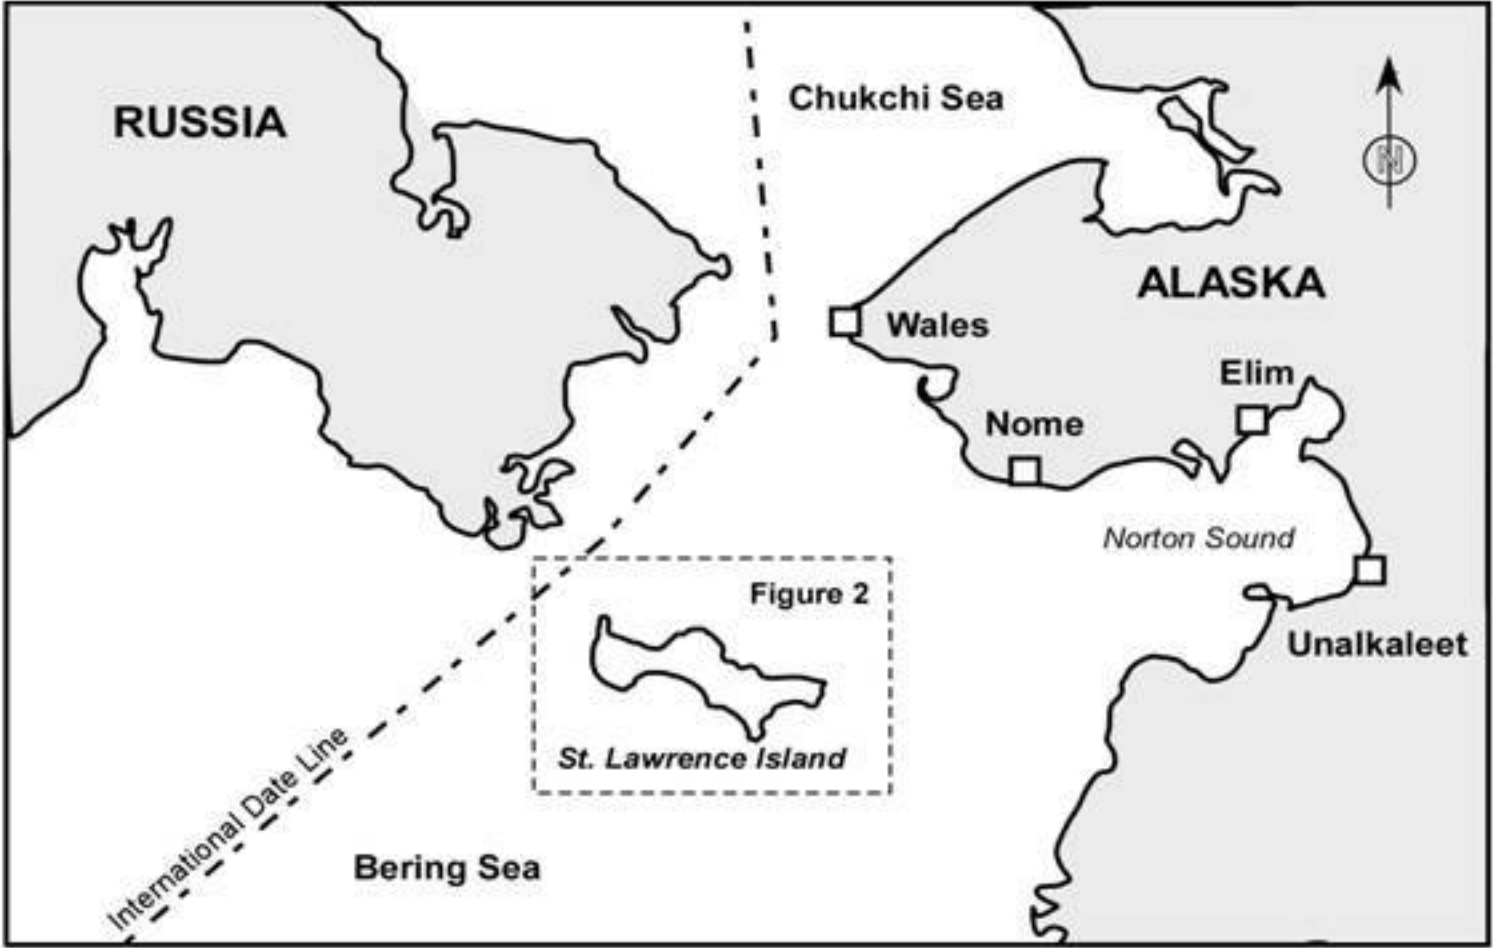 Chukchi Sea
RUSSIA
N
ALASKA
Wales
Elim
Nome
Norton Sound
Figure 2
Unalkaleet
St. Lawrence Island
International Date Line
Bering Sea